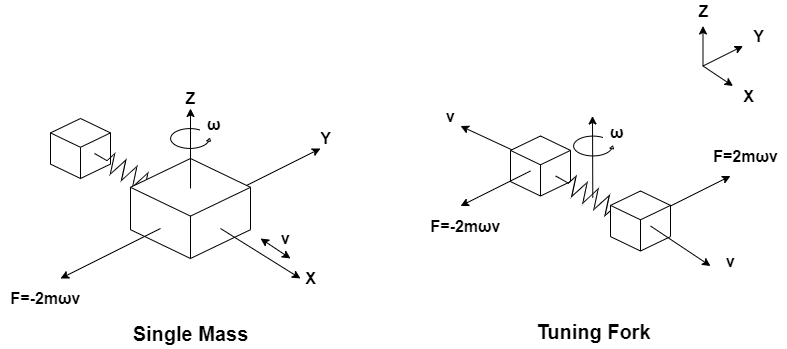 Z
ω
Y
v
X
F=-2mωv
Single Mass
Z
Y
X
v
ω
F=2mωv
F=-2mωv
v
Tuning Fork